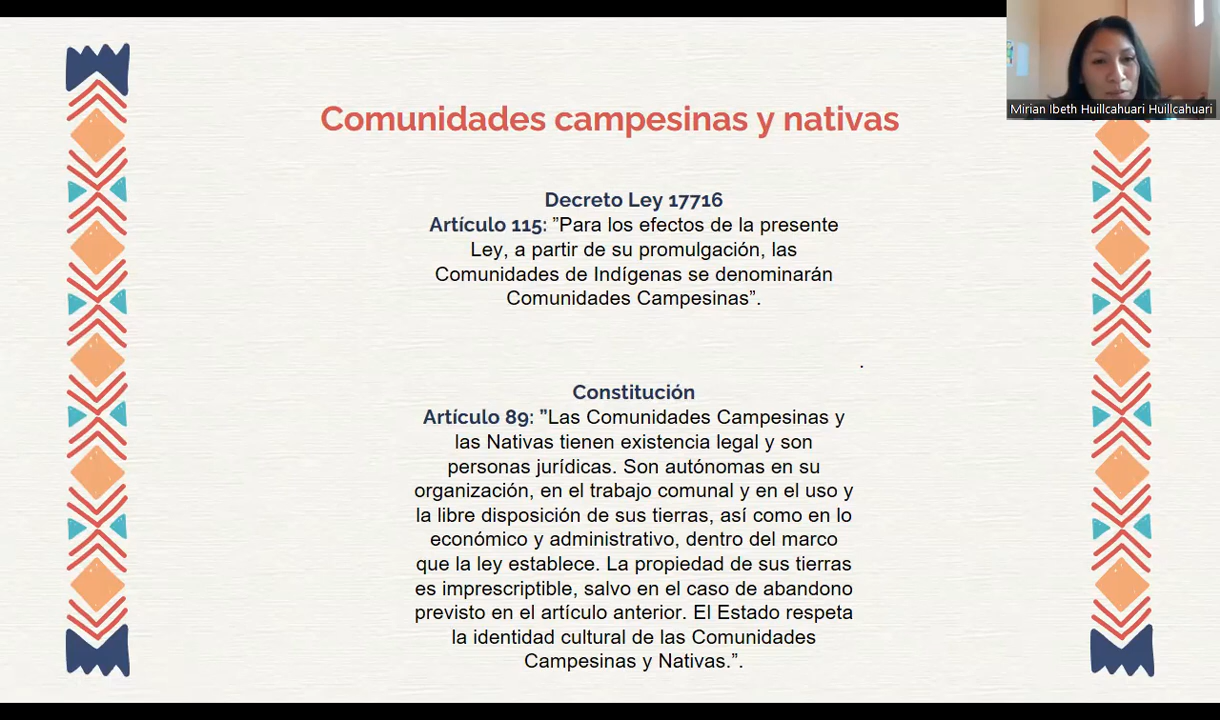 Mirian Ibeth Huillcahuari Huillcahuari
Comunidades campesinas y nativas
Decreto Ley 17716
Artículo 115: ”Para los efectos de la presente
Ley, a partir de su promulgación, las
Comunidades de Indígenas se denominarán
Comunidades Campesinas”.
Constitución
Artículo 89: ”Las Comunidades Campesinas y
las Nativas tienen existencia legal y son
personas jurídicas. Son autónomas en su
organización, en el trabajo comunal y en el uso y
la libre disposición de sus tierras, así como en lo
económico y administrativo, dentro del marco
que la ley establece. La propiedad de sus tierras
es imprescriptible, salvo en el caso de abandono
previsto en el artículo anterior. El Estado respeta
la identidad cultural de las Comunidades
Campesinas y Nativas.”.